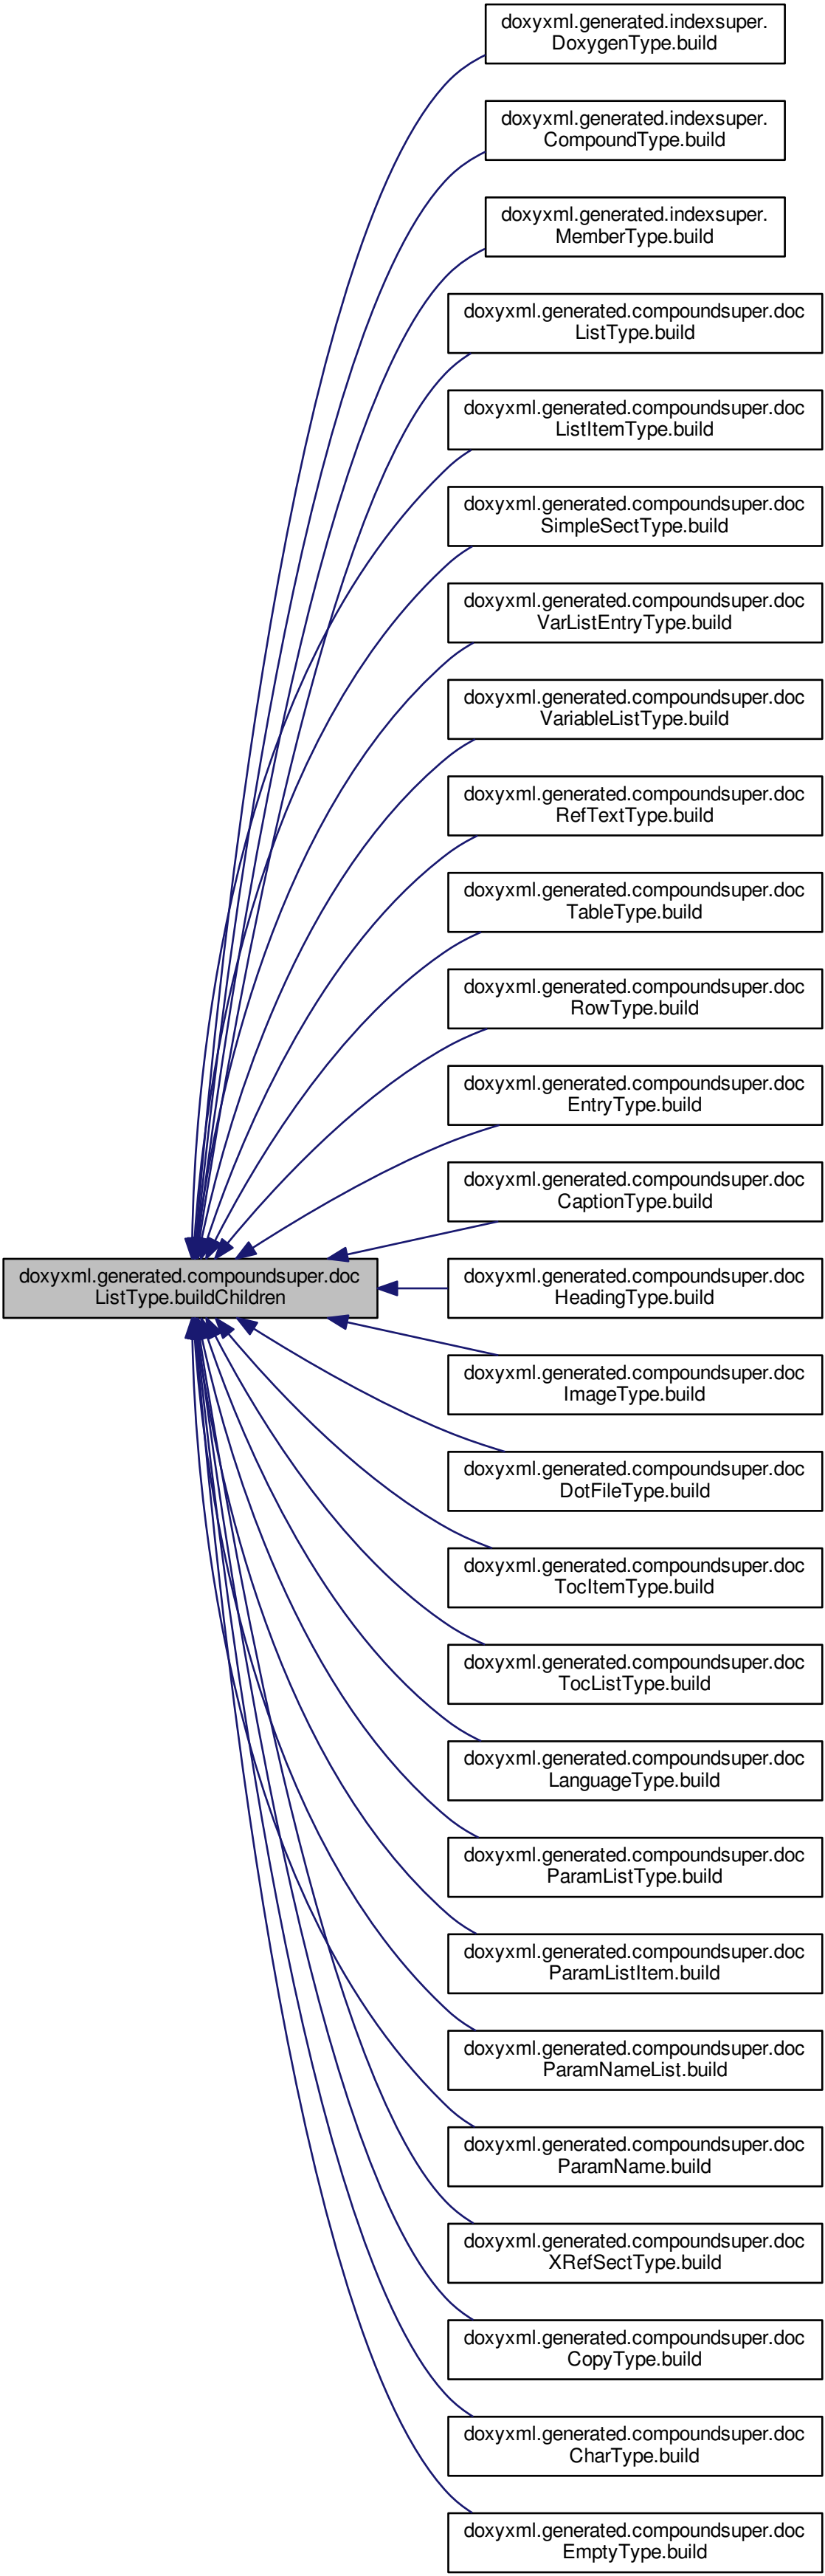 doxyxml.generated.indexsuper.
DoxygenType.build
doxyxml.generated.indexsuper.
CompoundType.build
doxyxml.generated.indexsuper.
MemberType.build
doxyxml.generated.compoundsuper.doc
ListType.build
doxyxml.generated.compoundsuper.doc
ListItemType.build
doxyxml.generated.compoundsuper.doc
SimpleSectType.build
doxyxml.generated.compoundsuper.doc
VarListEntryType.build
doxyxml.generated.compoundsuper.doc
VariableListType.build
doxyxml.generated.compoundsuper.doc
RefTextType.build
doxyxml.generated.compoundsuper.doc
TableType.build
doxyxml.generated.compoundsuper.doc
RowType.build
doxyxml.generated.compoundsuper.doc
EntryType.build
doxyxml.generated.compoundsuper.doc
CaptionType.build
doxyxml.generated.compoundsuper.doc
ListType.buildChildren
doxyxml.generated.compoundsuper.doc
HeadingType.build
doxyxml.generated.compoundsuper.doc
ImageType.build
doxyxml.generated.compoundsuper.doc
DotFileType.build
doxyxml.generated.compoundsuper.doc
TocItemType.build
doxyxml.generated.compoundsuper.doc
TocListType.build
doxyxml.generated.compoundsuper.doc
LanguageType.build
doxyxml.generated.compoundsuper.doc
ParamListType.build
doxyxml.generated.compoundsuper.doc
ParamListItem.build
doxyxml.generated.compoundsuper.doc
ParamNameList.build
doxyxml.generated.compoundsuper.doc
ParamName.build
doxyxml.generated.compoundsuper.doc
XRefSectType.build
doxyxml.generated.compoundsuper.doc
CopyType.build
doxyxml.generated.compoundsuper.doc
CharType.build
doxyxml.generated.compoundsuper.doc
EmptyType.build